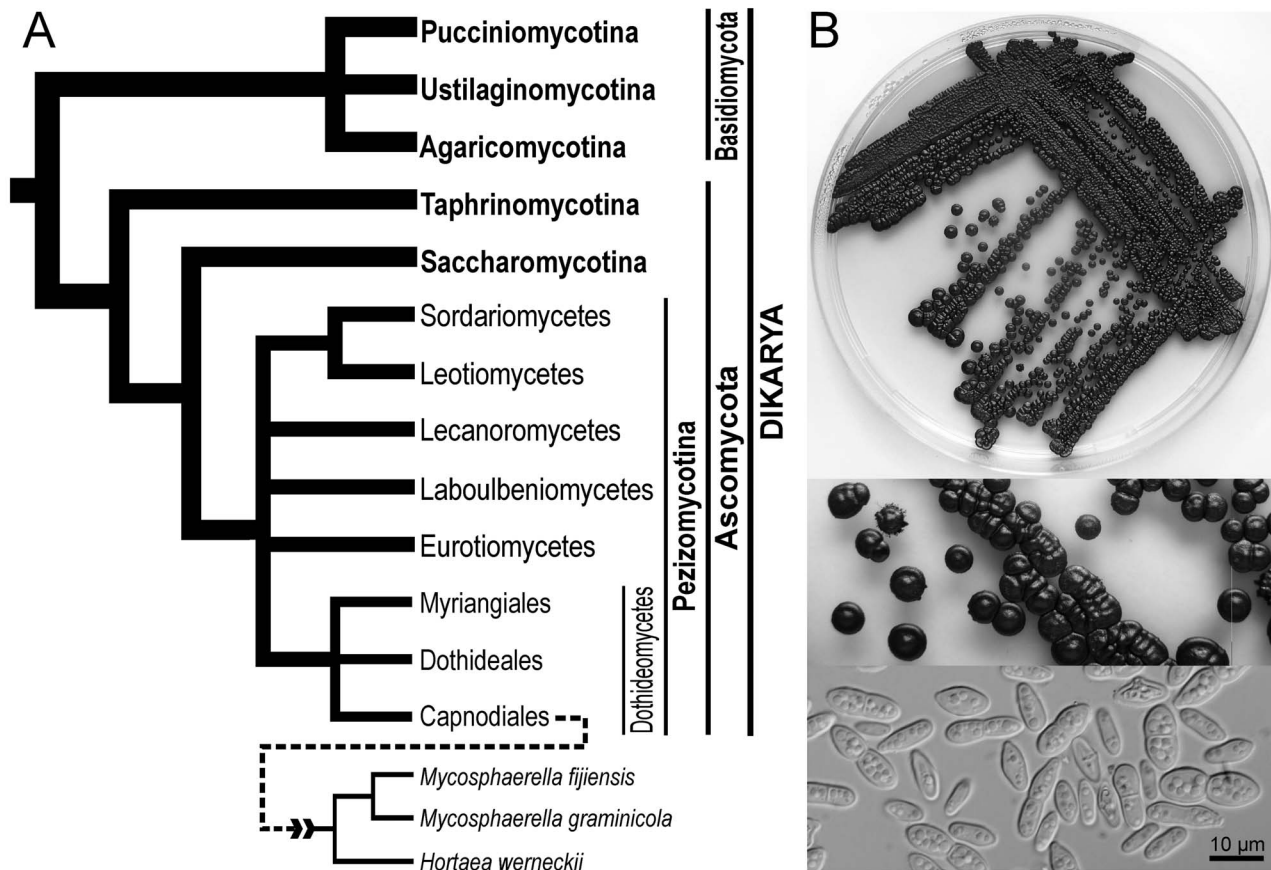 A
Pucciniomycotina
Ustilaginomycotina
Agaricomycotina
Taphrinomycotina
Saccharomycotina
Sordariomycetes
Leotiomycetes
Lecanoromycetes
Laboulbeniomycetes
Eurotiomycetes
Myriangiales
Dothideales
Capnodiales
Mycosphaerella fijiensis
Mycosphaerella graminicola
Hortaea werneckii
Dothideomycetes
Pezizomycotina
Basidiomycota
Ascomycota
DIKARYA
B
10 µm